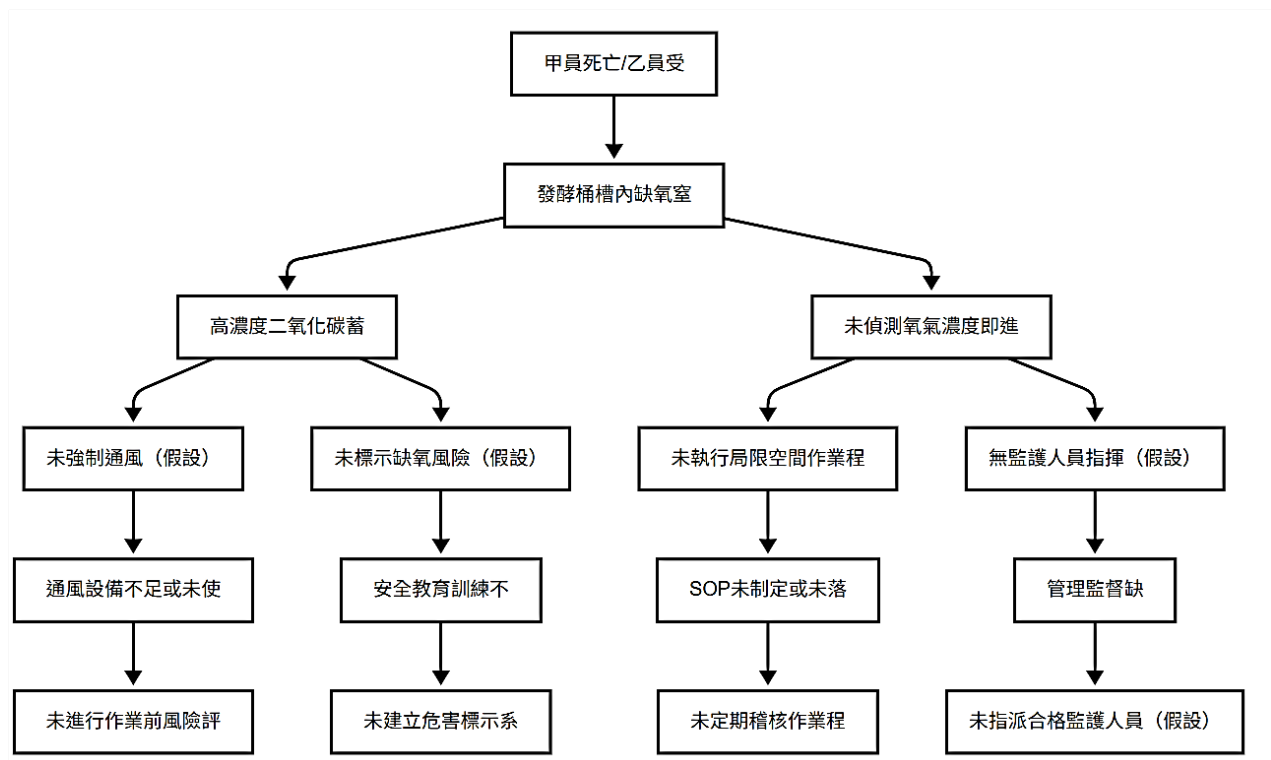 甲員死亡/乙員受
發酵桶槽內缺氧窒
高濃度二氧化碳蓄
未偵測氧氣濃度即進
未強制通風（假設）
未標示缺氧風險（假設）
未執行局限空間作業程
無監護人員指揮（假設）
通風設備不足或未使
安全教育訓練不
SOP未制定或未落
管理監督缺
未進行作業前風險評
未建立危害標示系
未定期稽核作業程
未指派合格監護人員（假設）